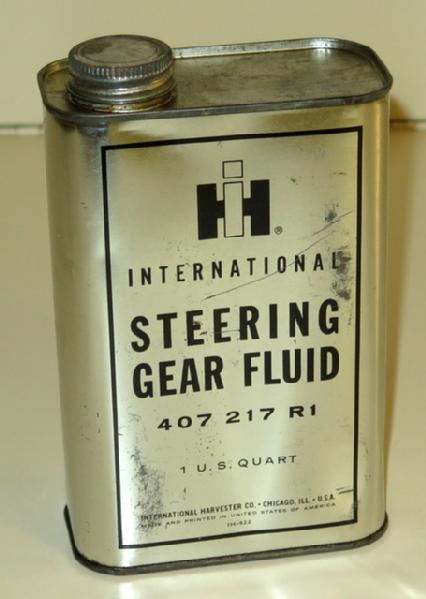 IH®
INTERNATIONAL
STEERING
GEAR FLUID
407 217 R1
1 U.S. QUART
INTERNATIONAL HARVESTER CO. • CHICAGO, ILL. • U.S.A.
MADE AND PRINTED IN UNITED STATES OF AMERICA